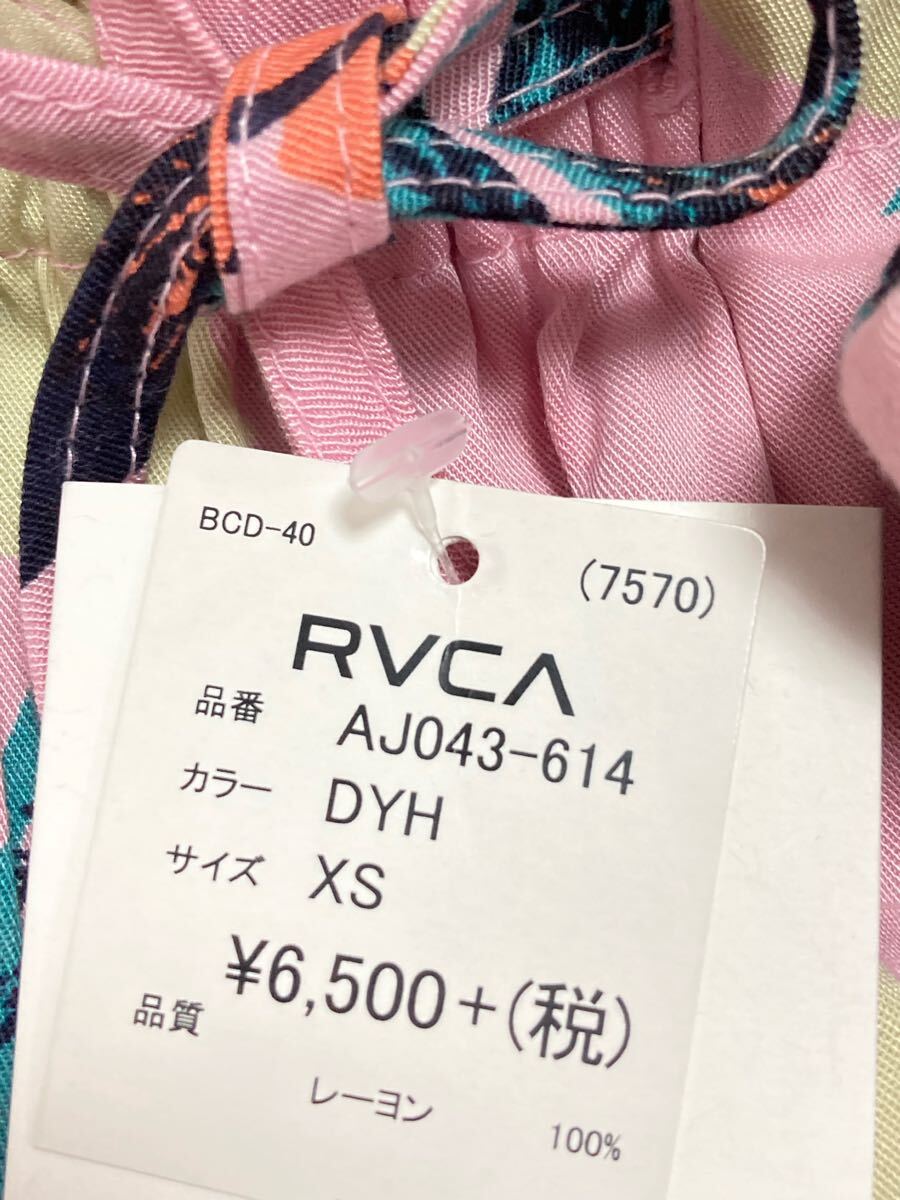 BCD-40
(7570)
RVCA
品番 AJ043-614
カラー DYH
サイズ XS
¥6,500+(税)
品質
レーヨン 100%